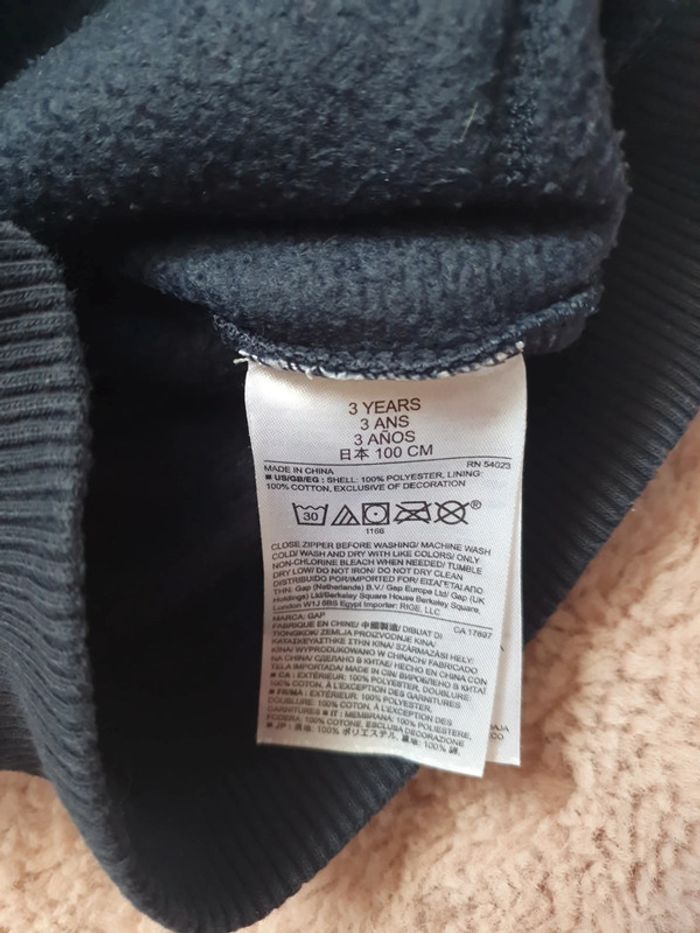 3 YEARS
3 ANS
3 AÑOS
日本 100 CM
MADE IN CHINA RN 54023
■ US/GB/EG : SHELL: 100% POLYESTER, LINING:
100% COTTON, EXCLUSIVE OF DECORATION
30
®
1166
CLOSE ZIPPER BEFORE WASHING/ MACHINE WASH
COLD/ WASH AND DRY WITH LIKE COLORS/ ONLY
NON-CHLORINE BLEACH WHEN NEEDED/ TUMBLE
DRY LOW/ DO NOT IRON/ DO NOT DRY CLEAN
DISTRIBUIDO POR/IMPORTED FOR/ ΕΙΣΑΓΕΤΑΙ ΑΠΟ
THN: Gap (Netherlands) B.V./ Gap Europe Ltd/ Gap (UK
Holdings) Ltd/Berkeley Square House Berkeley Square,
London W1J 6BS Egypt Importer: RIGE, LLC
MARCA: GAP CA 17897
FABRIQUE EN CHINE/ 中國製造/ DIBUAT DI
TIONGKOK/ ZEMLJA PROIZVODNJE KINA/
ΚΑΤΑΣΚΕΥΑΣΤΗΚΕ ΣΤΗΝ ΚΙΝΑ/ SZÁRMAZÁSI HELY:
KÍNA/ WYPRODUKOWANO W CHINACH/ FABRICADO
NA CHINA/ СДЕЛАНО В КИТАЕ/ HECHO EN CHINA CON
TELA IMPORTADA/ MADE IN ÇİN/ ВИРОБЛЕНО В КИТАЇ
■ CA : EXTÉRIEUR: 100% POLYESTER, DOUBLURE:
100% COTON, À L'EXCEPTION DES GARNITURES
■ FR/MA : EXTÉRIEUR: 100% POLYESTER,
DOUBLURE: 100% COTON, À L'EXCEPTION DES
GARNITURES ■ IT : MEMBRANA: 100% POLIESTERE,
FODERA: 100% COTONE, ESCLUSA DECORAZIONE
■ JP : 100% ポリエステル, 裏地: 100% 綿,
AJA
CO